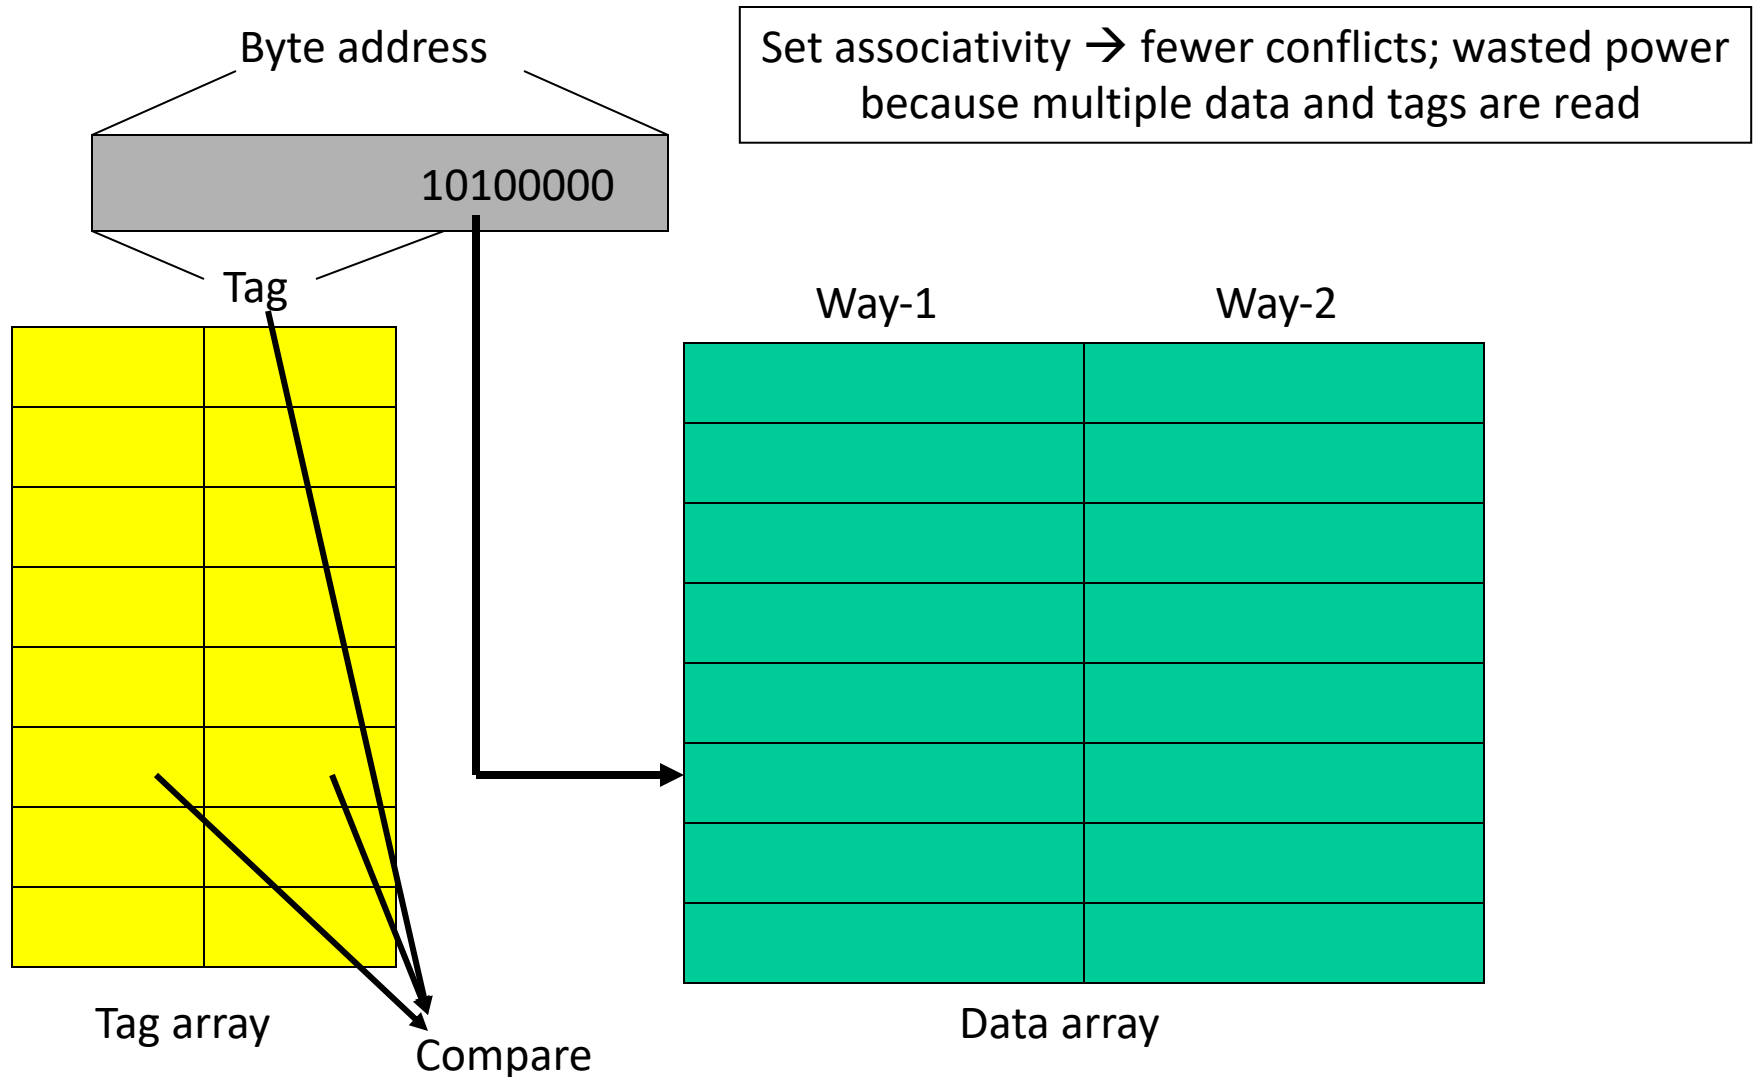 Byte address
Set associativity → fewer conflicts; wasted power
because multiple data and tags are read
10100000
Tag
Way-1
Way-2
Tag array
Data array
Compare